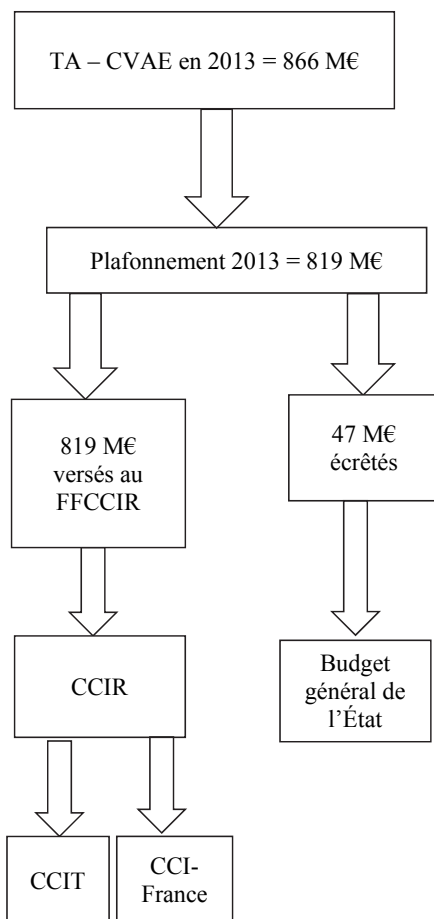 TA – CVAE en 2013 = 866 M€
Plafonnement 2013 = 819 M€
819 M€
versés au
FFCCIR
47 M€
écrêtés
CCIR
Budget
général de
l’État
CCIT
CCI-
France